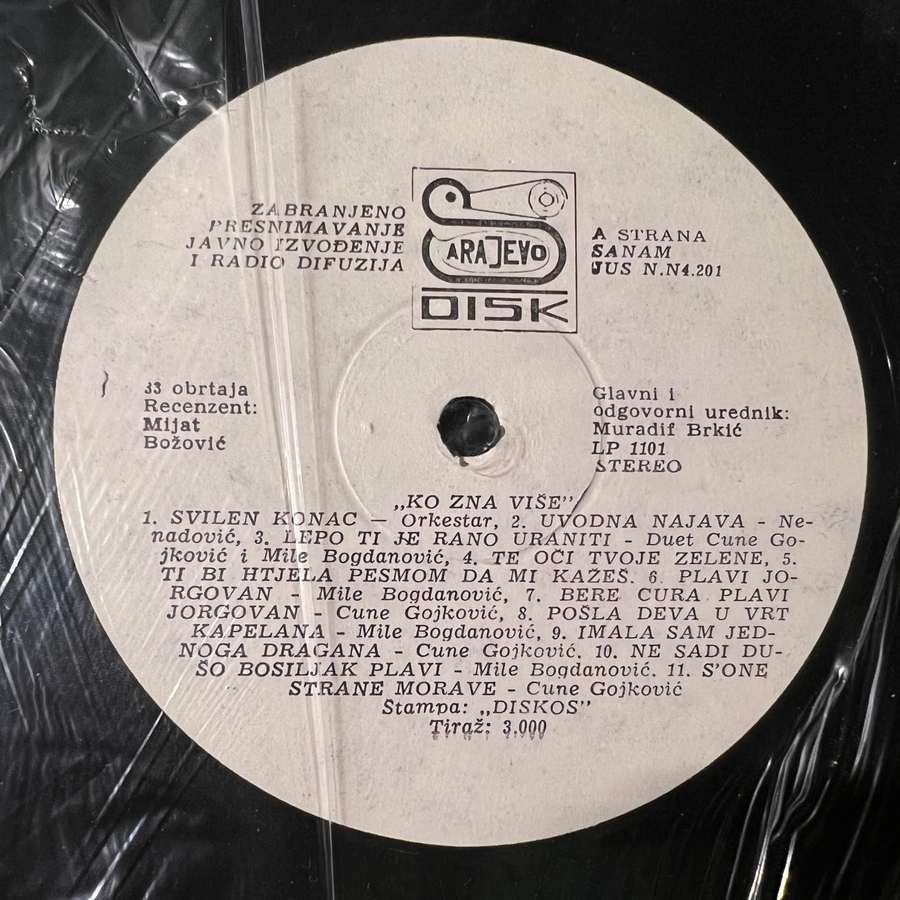 ZABRANJENO
PRESNIMAVANJE
JAVNO IZVOĐENJE
I RADIO DIFUZIJA
SARAJEVO
DISK
A STRANA
SANAM
JUS N.N4.201
33 obrtaja
Recenzent:
Mijat
Božović
Glavni i
odgovorni urednik:
Muradif Brkić
LP 1101
STEREO
„KO ZNA VIŠE”
1. SVILEN KONAC — Orkestar, 2. UVODNA NAJAVA - Ne-
nadović, 3. LEPO TI JE RANO URANITI - Duet Cune Go-
jković i Mile Bogdanović, 4. TE OČI TVOJE ZELENE, 5.
TI BI HTJELA PESMOM DA MI KAŽEŠ. 6. PLAVI JO-
RGOVAN - Mile Bogdanović, 7. BERE CURA PLAVI
JORGOVAN - Cune Gojković, 8. POŠLA DEVA U VRT
KAPELANA - Mile Bogdanović, 9. IMALA SAM JED-
NOGA DRAGANA - Cune Gojković. 10. NE SADI DU-
ŠO BOSILJAK PLAVI - Mile Bogdanović. 11. S'ONE
STRANE MORAVE - Cune Gojković
Stampa: „DISKOS”
Tiraž: 3.000